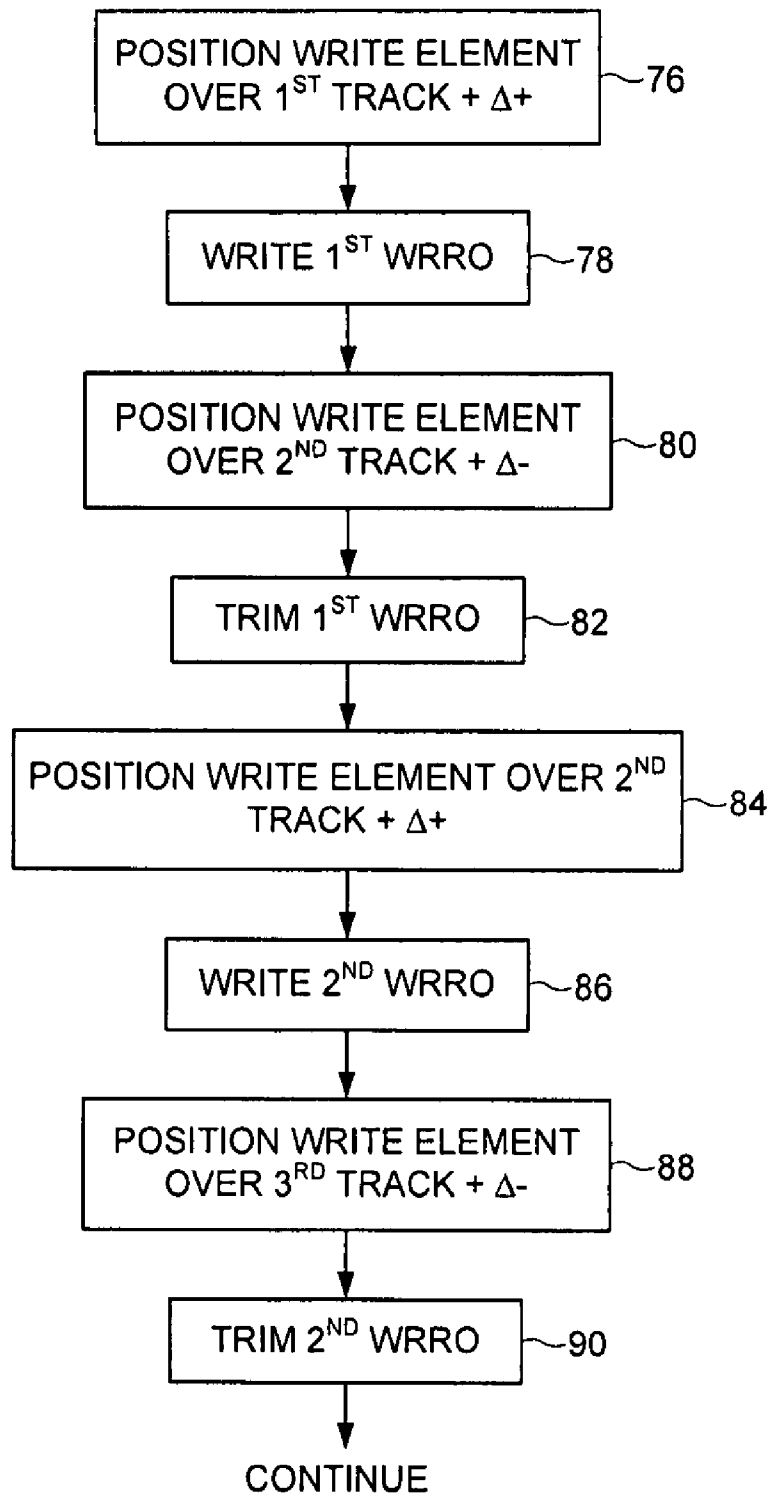 POSITION WRITE ELEMENT
OVER 1ST TRACK + Δ+
76
WRITE 1ST WRRO
78
POSITION WRITE ELEMENT
OVER 2ND TRACK + Δ-
80
TRIM 1ST WRRO
82
POSITION WRITE ELEMENT OVER 2ND
TRACK + Δ+
84
WRITE 2ND WRRO
86
POSITION WRITE ELEMENT
OVER 3RD TRACK + Δ-
88
TRIM 2ND WRRO
90
CONTINUE